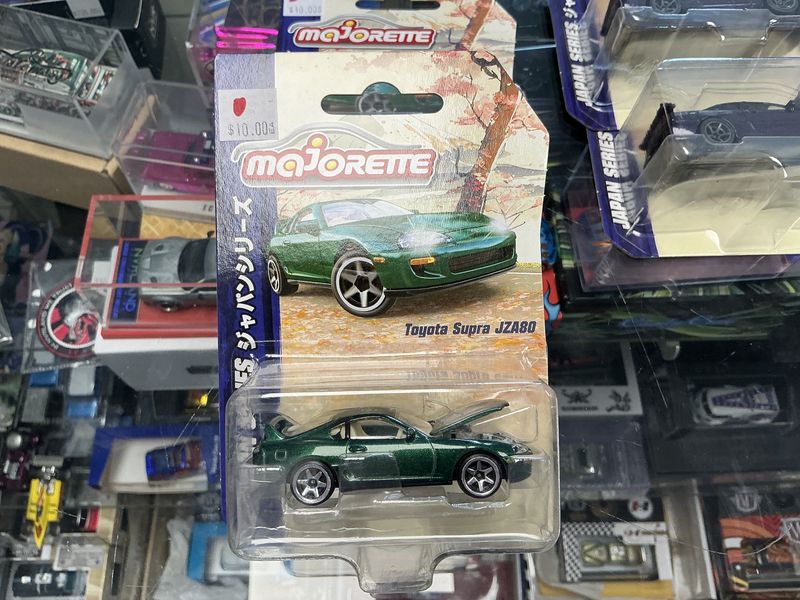 $10.00
majORETTE
$10.00
majORETTE
ジャパンシリーズ
Toyota Supra JZA80
JAPAN SERIES
JAPAN SERIES